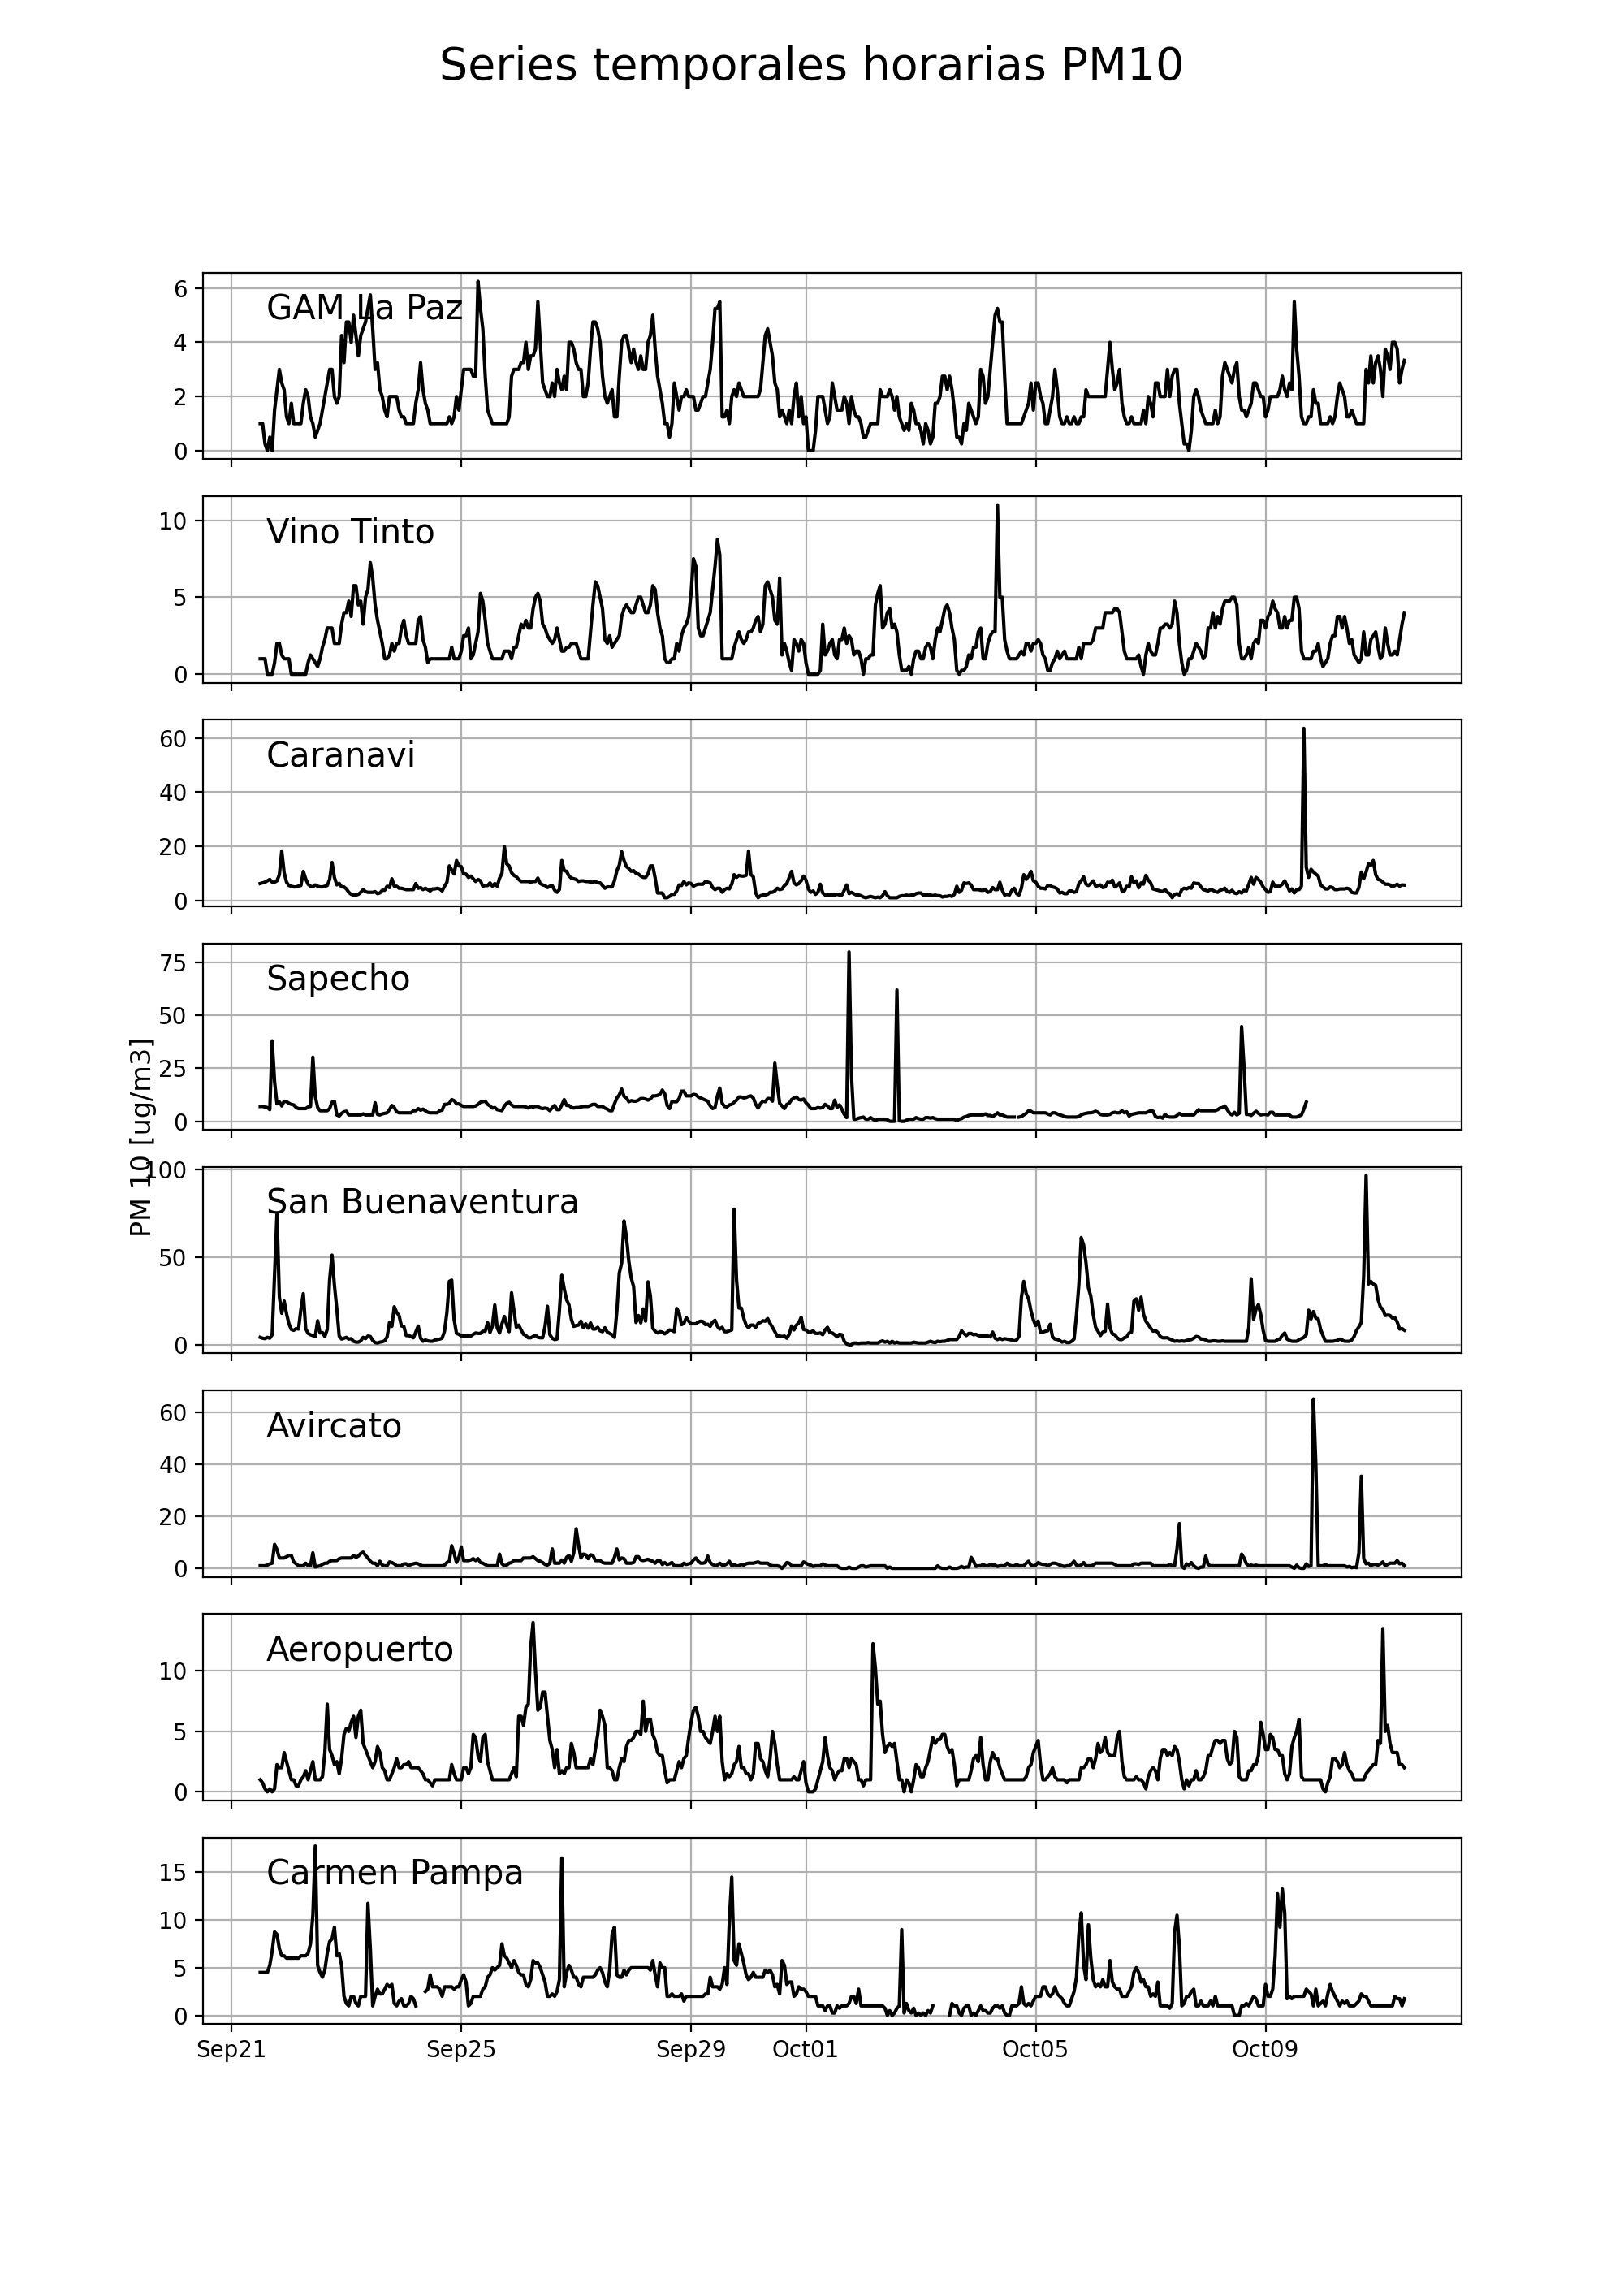 Series temporales horarias PM10
GAM La Paz
6
4
2
0
Vino Tinto
10
5
0
Caranavi
60
40
20
0
Sapecho
75
50
25
0
PM 10 [ug/m3]
San Buenaventura
100
50
0
Avircato
60
40
20
0
Aeropuerto
10
5
0
Carmen Pampa
15
10
5
0
Sep21 Sep25 Sep29 Oct01 Oct05 Oct09